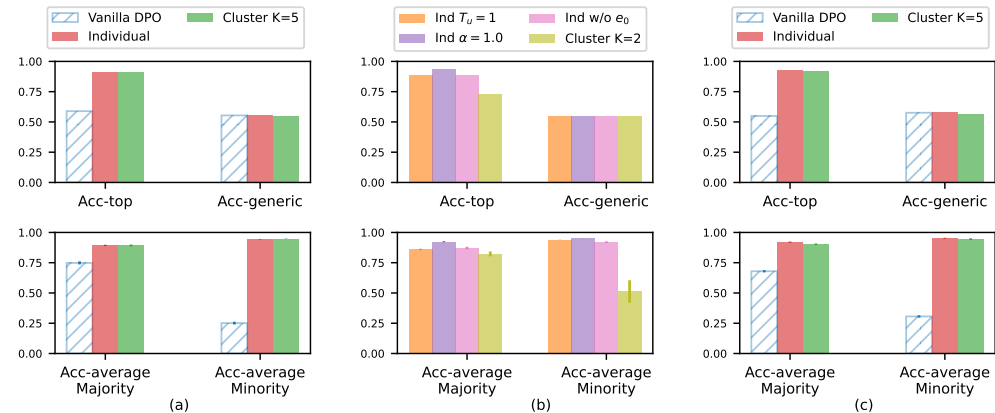 Vanilla DPO
Individual
Cluster K=5
1.00
0.75
0.50
0.25
0.00
Acc-top
Acc-generic
1.00
0.75
0.50
0.25
0.00
Acc-average
Majority
Acc-average
Minority
(a)
Ind T_u = 1
Ind α = 1.0
Ind w/o e_0
Cluster K=2
1.00
0.75
0.50
0.25
0.00
Acc-top
Acc-generic
1.00
0.75
0.50
0.25
0.00
Acc-average
Majority
Acc-average
Minority
(b)
Vanilla DPO
Individual
Cluster K=5
1.00
0.75
0.50
0.25
0.00
Acc-top
Acc-generic
1.00
0.75
0.50
0.25
0.00
Acc-average
Majority
Acc-average
Minority
(c)